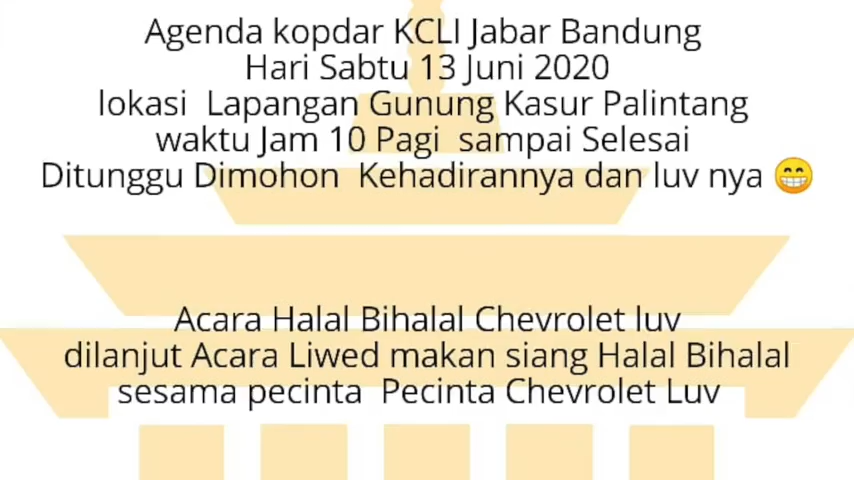 Agenda kopdar KCLI Jabar Bandung
Hari Sabtu 13 Juni 2020
lokasi  Lapangan Gunung Kasur Palintang
waktu Jam 10 Pagi  sampai Selesai
Ditunggu Dimohon  Kehadirannya dan luv nya 😁
Acara Halal Bihalal Chevrolet luv
dilanjut Acara Liwed makan siang Halal Bihalal
sesama pecinta  Pecinta Chevrolet Luv